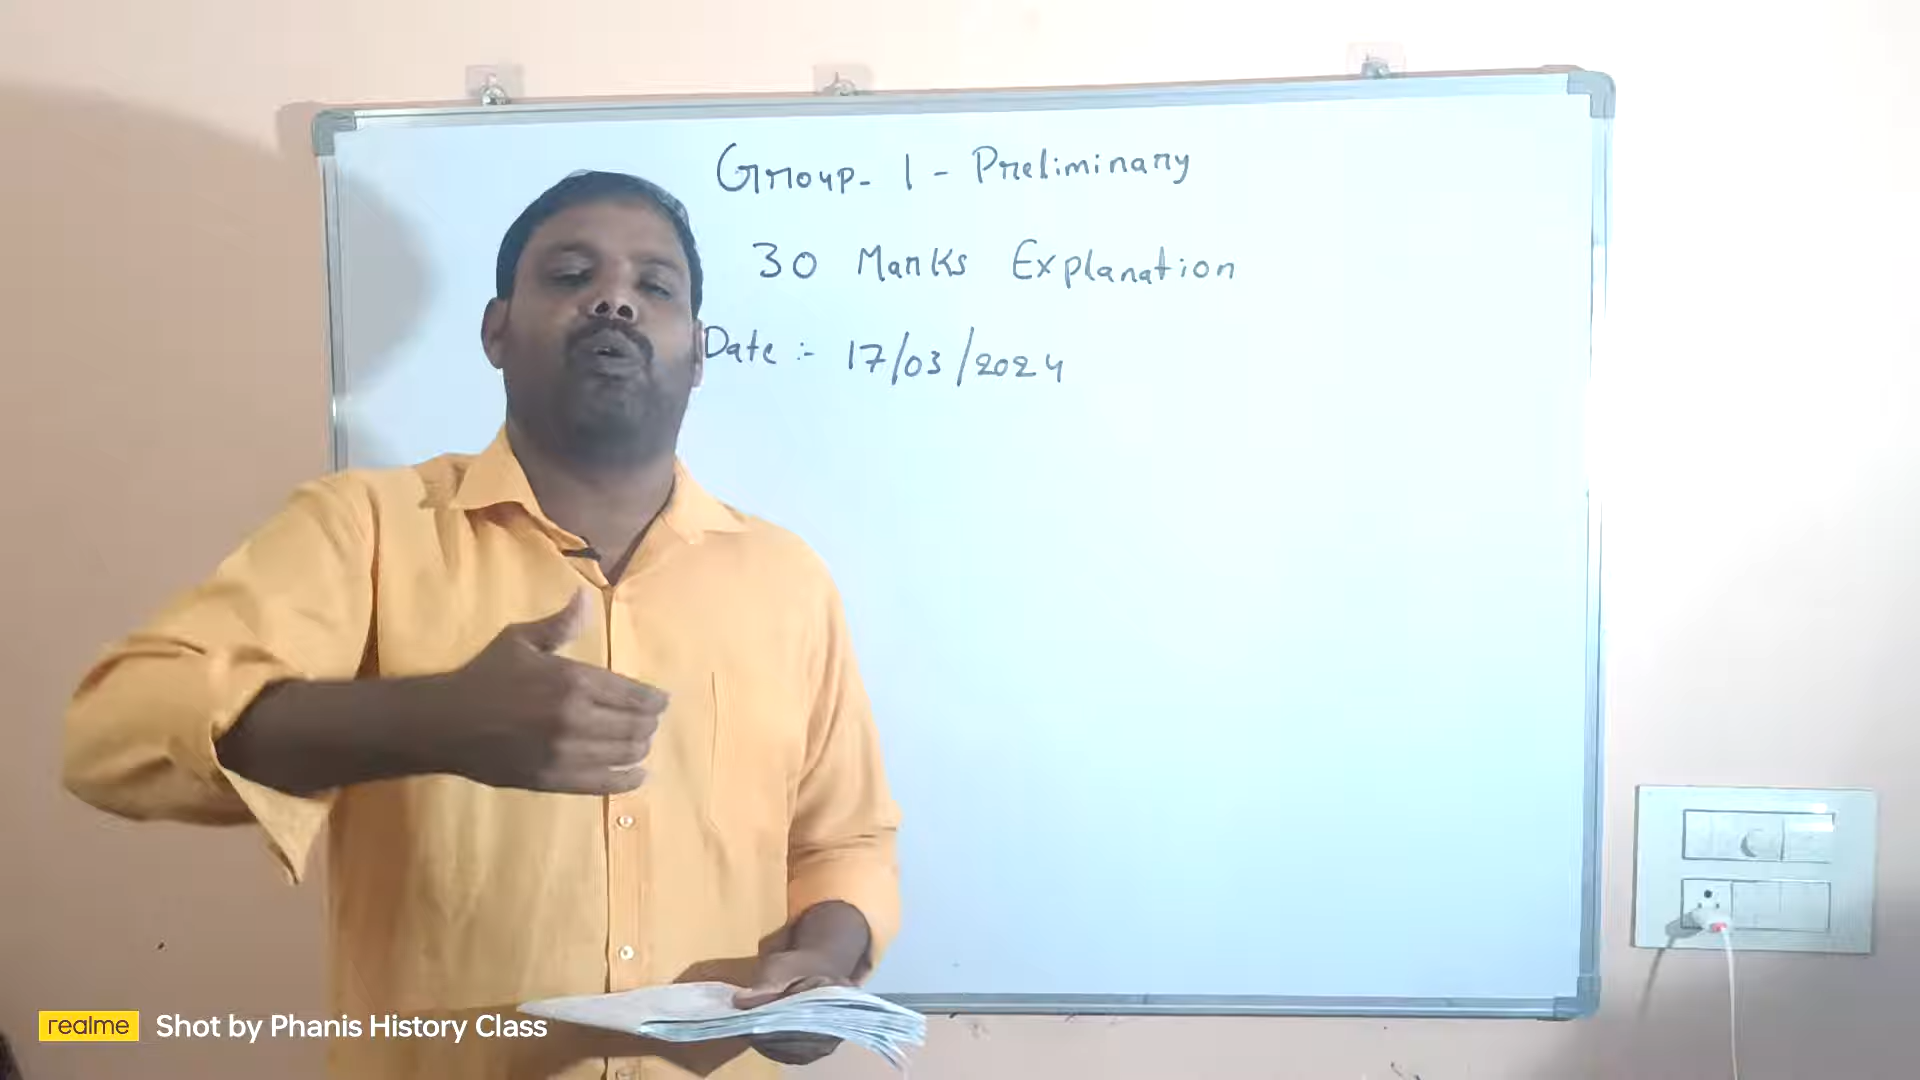 Group- 1 - Preliminary
30 Marks Explanation
Date :- 17/03/2024
realme Shot by Phanis History Class